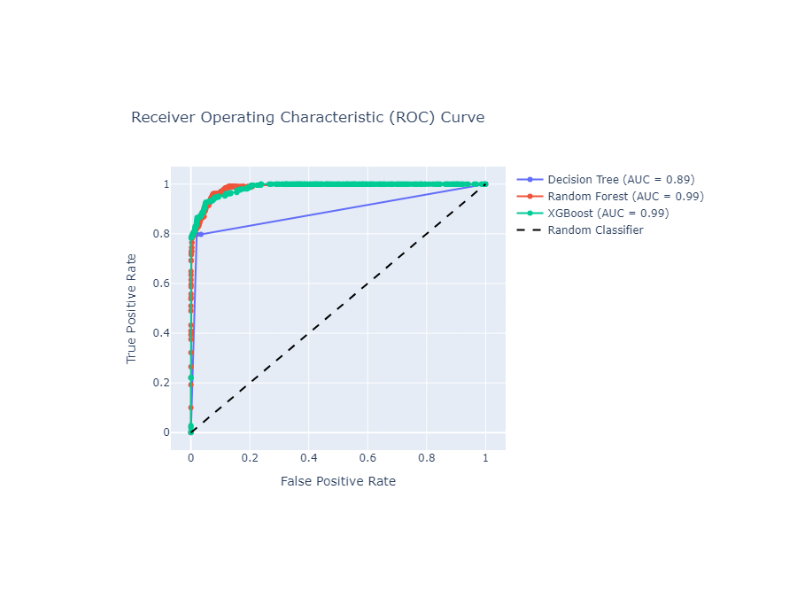 Receiver Operating Characteristic (ROC) Curve
Decision Tree (AUC = 0.89)
Random Forest (AUC = 0.99)
XGBoost (AUC = 0.99)
Random Classifier
True Positive Rate
1
0.8
0.6
0.4
0.2
0
0
0.2
0.4
0.6
0.8
1
False Positive Rate